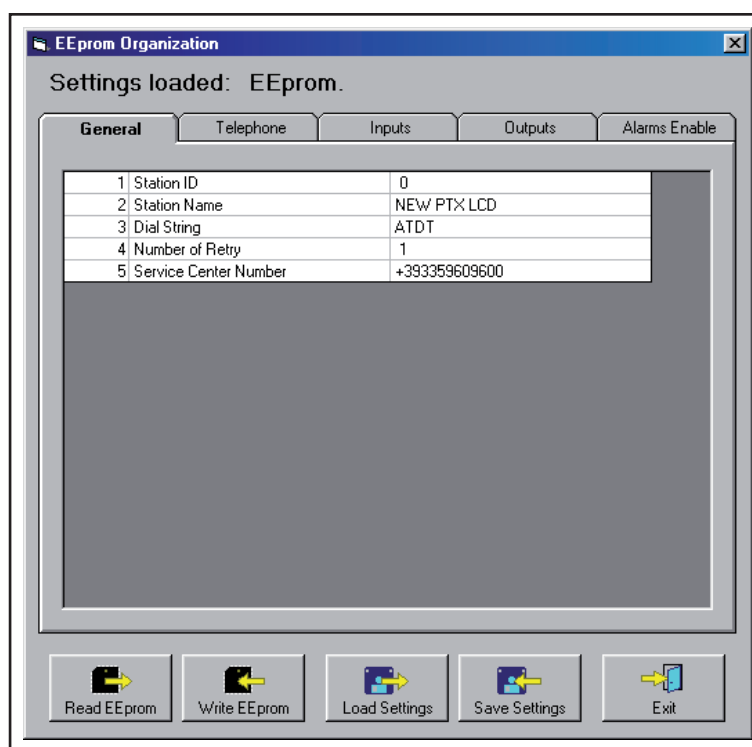 EEprom Organization
Settings loaded: EEprom.
General Telephone Inputs Outputs Alarms Enable
1 Station ID 0
2 Station Name NEW PTX LCD
3 Dial String ATDT
4 Number of Retry 1
5 Service Center Number +393359609600
Read EEprom Write EEprom Load Settings Save Settings Exit